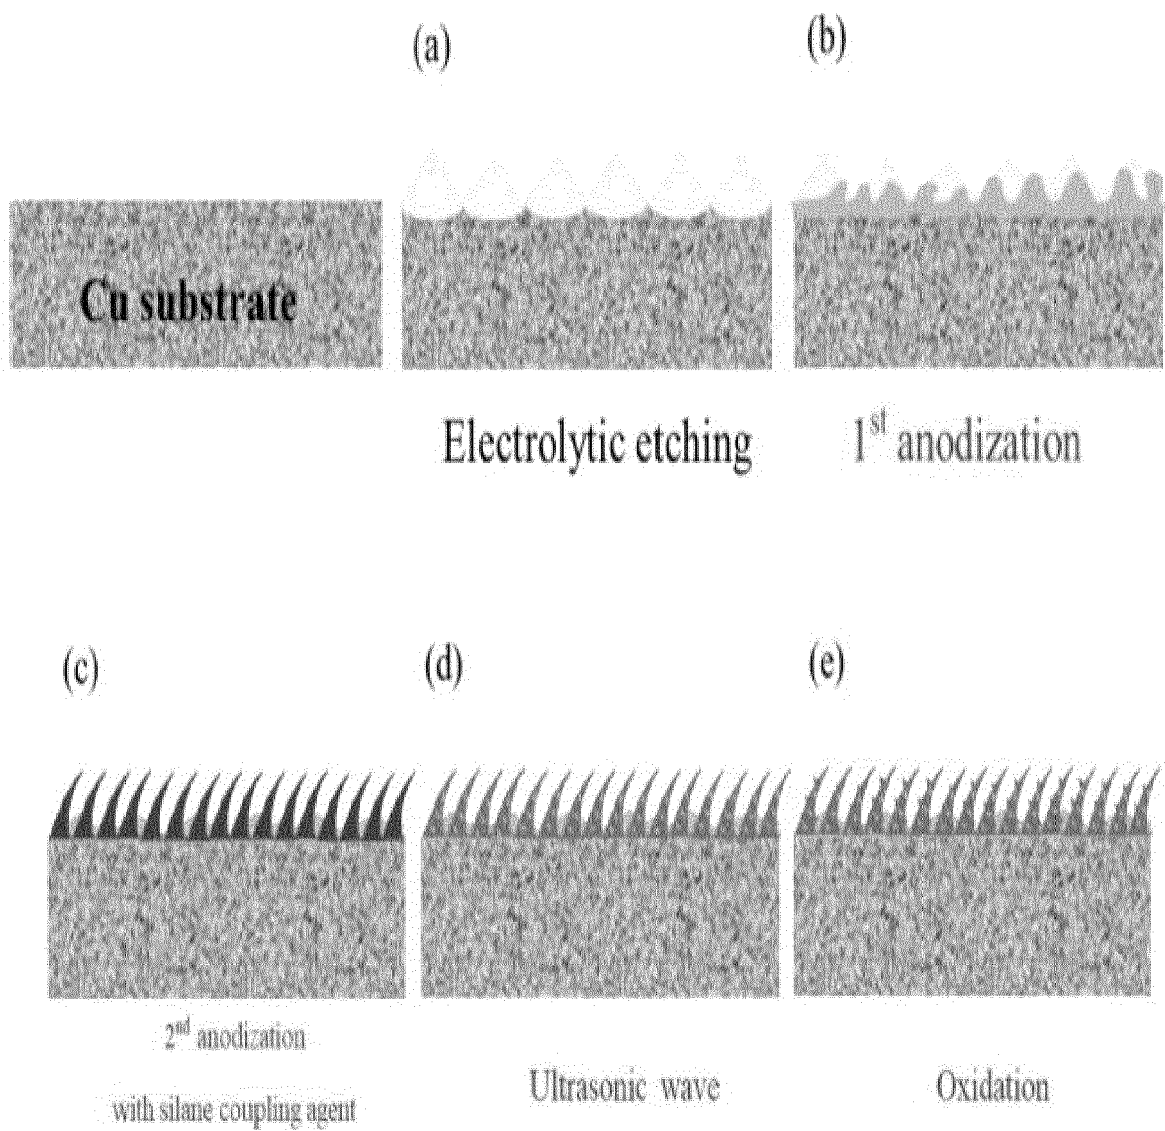 (a)
(b)
Cu substrate
Electrolytic etching
1st anodization
(c)
(d)
(e)
2nd anodization
with silane coupling agent
Ultrasonic wave
Oxidation